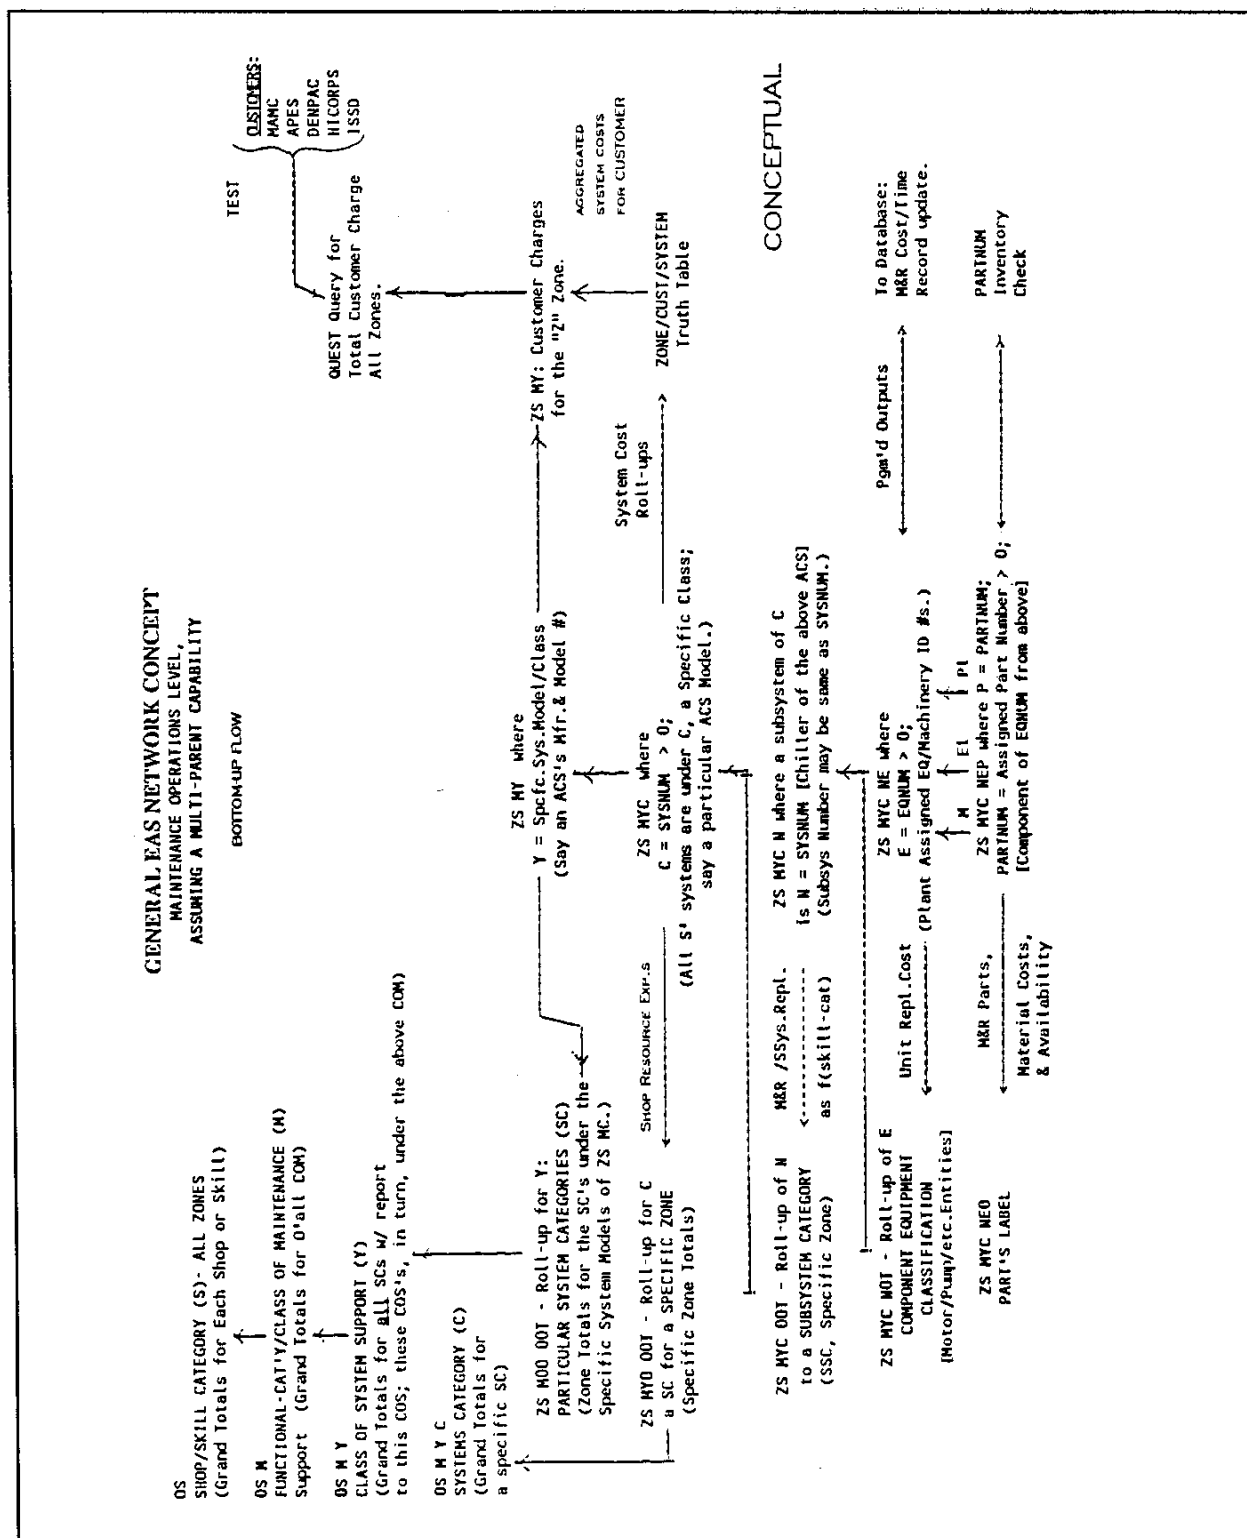 GENERAL EAS NETWORK CONCEPT
MAINTENANCE OPERATIONS LEVEL,
ASSUMING A MULTI-PARENT CAPABILITY
BOTTOM-UP FLOW
OS
SHOP/SKILL CATEGORY (S)- ALL ZONES
(Grand Totals for Each Shop or Skill)
OS M
FUNCTIONAL-CAT'Y/CLASS OF MAINTENANCE (M)
Support (Grand Totals for O'all COM)
OS M Y
CLASS OF SYSTEM SUPPORT (Y)
(Grand Totals for all SCs w/ report
to this COS; these COS's, in turn, under the above COM)
OS M Y C
SYSTEMS CATEGORY (C)
(Grand Totals for
a specific SC)
TEST
CUSTOMERS:
MAMC
APES
DENPAC
HICORPS
ISSD
QUEST Query for
Total Customer Charge
All Zones.
ZS MOO OOT - Roll-up for Y:
PARTICULAR SYSTEM CATEGORIES (SC)
(Zone Totals for the SC's under the
Specific System Models of ZS MC.)
ZS MY where
Y = Spcfc.Sys.Model/Class
(Say an ACS's Mfr.& Model #)
ZS MY: Customer Charges
for the "Z" Zone.
AGGREGATED
SYSTEM COSTS
FOR CUSTOMER
System Cost
Roll-ups
SHOP RESOURCE EXP.S
ZS MYO OOT - Roll-up for C
a SC for a SPECIFIC ZONE
(Specific Zone Totals)
ZS MYC where
C = SYSNUM > 0;
(All S' systems are under C, a Specific Class;
say a particular ACS Model.)
ZONE/CUST/SYSTEM
Truth Table
CONCEPTUAL
ZS MYC OOT - Roll-up of N
to a SUBSYSTEM CATEGORY
(SSC, Specific Zone)
M&R /SSys.Repl.
as f(skill-cat)
ZS MYC N where a subsystem of C
is N = SYSNUM [Chiller of the above ACS]
(Subsys Number may be same as SYSNUM.)
ZS MYC NOT - Roll-up of E
COMPONENT EQUIPMENT
CLASSIFICATION
[Motor/Pump/etc.Entities]
Unit Repl.Cost
ZS MYC NE where
E = EQNUM > 0;
(Plant Assigned EQ/Machinery ID #s.)
Pgm'd Outputs
To Database:
M&R Cost/Time
Record update.
M El Pl
ZS MYC NEO
PART'S LABEL
M&R Parts,
Material Costs,
& Availability
ZS MYC NEP where P = PARTNUM;
PARTNUM = Assigned Part Number > 0;
[Component of EQNUM from above]
PARTNUM
Inventory
Check